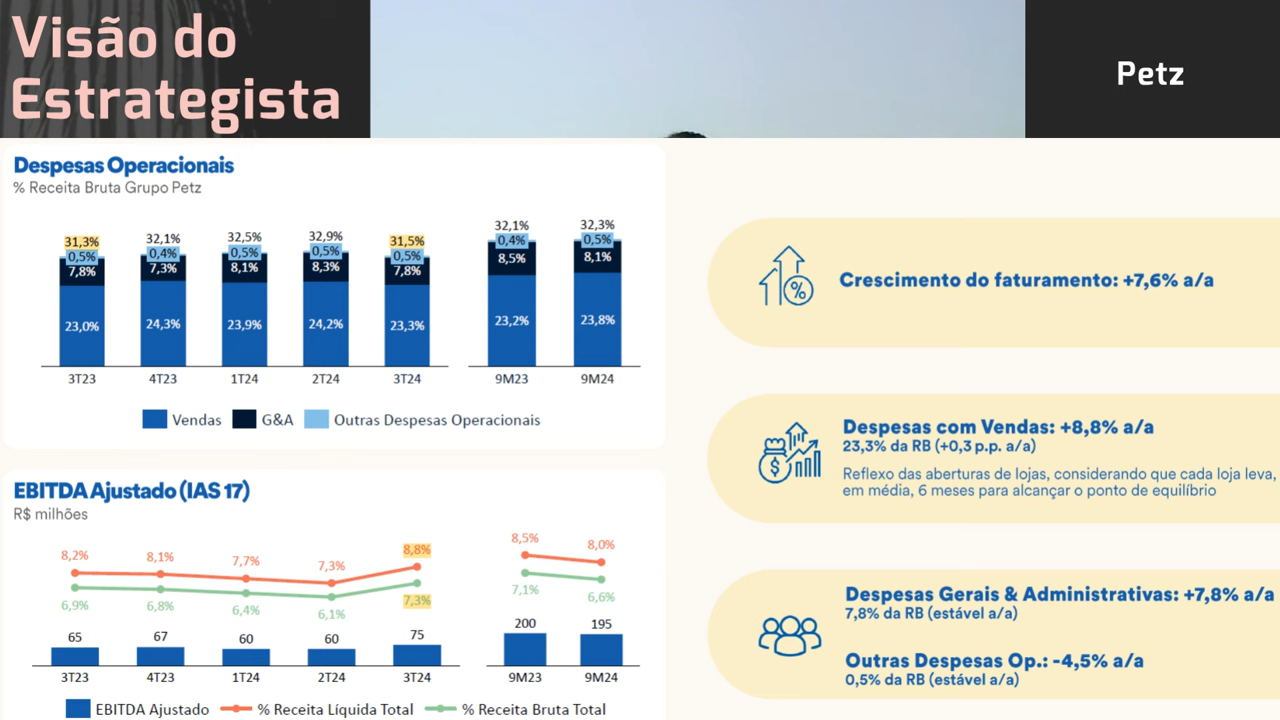 Visão do
Estrategista
Petz
Despesas Operacionais
% Receita Bruta Grupo Petz
31,3% 32,1% 32,5% 32,9% 31,5% 32,1% 32,3%
0,5% 0,4% 0,5% 0,5% 0,5% 0,4% 0,5%
7,8% 7,3% 8,1% 8,3% 7,8% 8,5% 8,1%
23,0% 24,3% 23,9% 24,2% 23,3% 23,2% 23,8%
3T23 4T23 1T24 2T24 3T24 9M23 9M24
Vendas G&A Outras Despesas Operacionais
EBITDA Ajustado (IAS 17)
R$ milhões
8,2% 8,1% 7,7% 7,3% 8,8% 8,5% 8,0%
6,9% 6,8% 6,4% 6,1% 7,3% 7,1% 6,6%
65 67 60 60 75 200 195
3T23 4T23 1T24 2T24 3T24 9M23 9M24
EBITDA Ajustado % Receita Líquida Total % Receita Bruta Total
Crescimento do faturamento: +7,6% a/a
Despesas com Vendas: +8,8% a/a
23,3% da RB (+0,3 p.p. a/a)
Reflexo das aberturas de lojas, considerando que cada loja leva,
em média, 6 meses para alcançar o ponto de equilíbrio
Despesas Gerais & Administrativas: +7,8% a/a
7,8% da RB (estável a/a)
Outras Despesas Op.: -4,5% a/a
0,5% da RB (estável a/a)